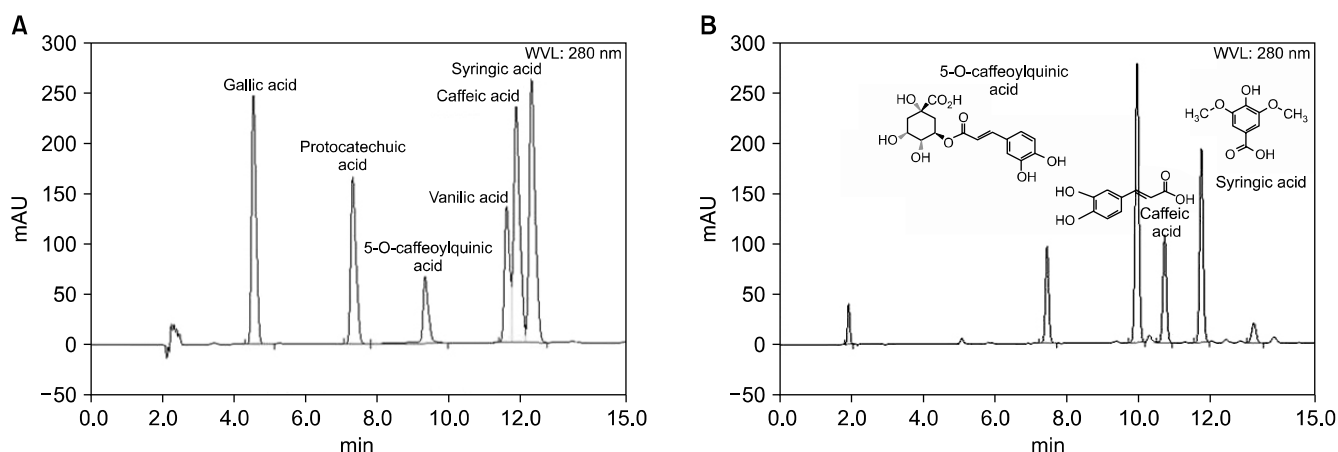 A
WVL: 280 nm
300
250
200
150
100
50
0
−50
mAU
Gallic acid
Protocatechuic
acid
5-O-caffeoylquinic
acid
Vanilic acid
Caffeic acid
Syringic acid
0.0 2.0 4.0 6.0 8.0 10.0 12.0 15.0
min
B
WVL: 280 nm
300
250
200
150
100
50
0
−50
mAU
5-O-caffeoylquinic
acid
HO CO₂H
HO
OH
O
O
OH
OH
HO
HO
O
OH
Caffeic
acid
OH
H₃C O O CH₃
O OH
Syringic acid
0.0 2.0 4.0 6.0 8.0 10.0 12.0 15.0
min